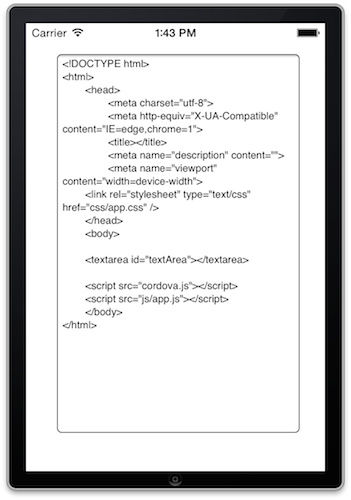 Carrier 1:43 PM
<!DOCTYPE html>
<html>
<head>
<meta charset="utf-8">
<meta http-equiv="X-UA-Compatible"
content="IE=edge,chrome=1">
<title></title>
<meta name="description" content="">
<meta name="viewport"
content="width=device-width">
<link rel="stylesheet" type="text/css"
href="css/app.css" />
</head>
<body>
<textarea id="textArea"></textarea>
<script src="cordova.js"></script>
<script src="js/app.js"></script>
</body>
</html>